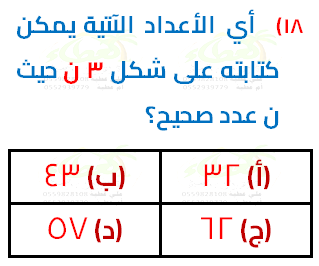 ١٨) أي الأعداد الآتية يمكن
كتابته على شكل ٣ ن حيث
ن عدد صحيح؟
(أ) ٣٢ (ب) ٤٣
(ج) ٦٢ (د) ٥٧